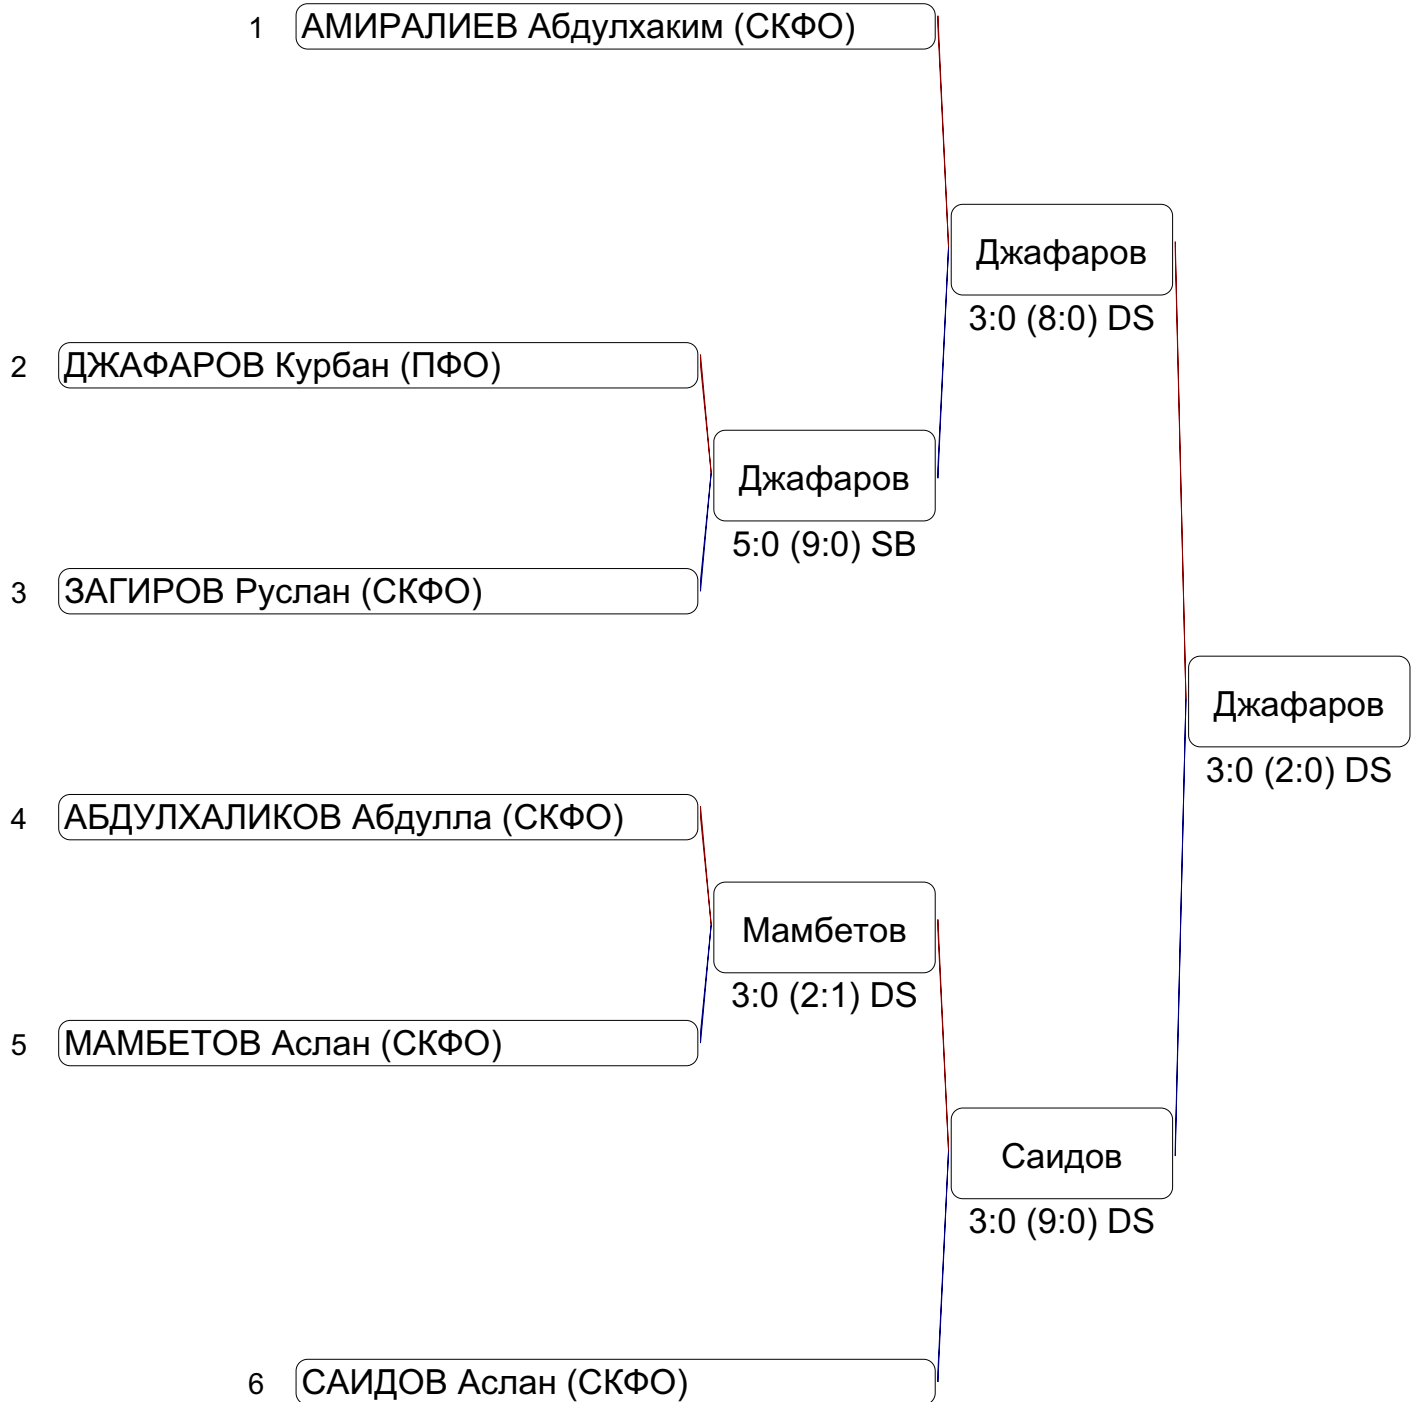 1 АМИРАЛИЕВ Абдулхаким (СКФО)
Джафаров
3:0 (8:0) DS
2 ДЖАФАРОВ Курбан (ПФО)
Джафаров
5:0 (9:0) SB
3 ЗАГИРОВ Руслан (СКФО)
Джафаров
3:0 (2:0) DS
4 АБДУЛХАЛИКОВ Абдулла (СКФО)
Мамбетов
3:0 (2:1) DS
5 МАМБЕТОВ Аслан (СКФО)
Саидов
3:0 (9:0) DS
6 САИДОВ Аслан (СКФО)